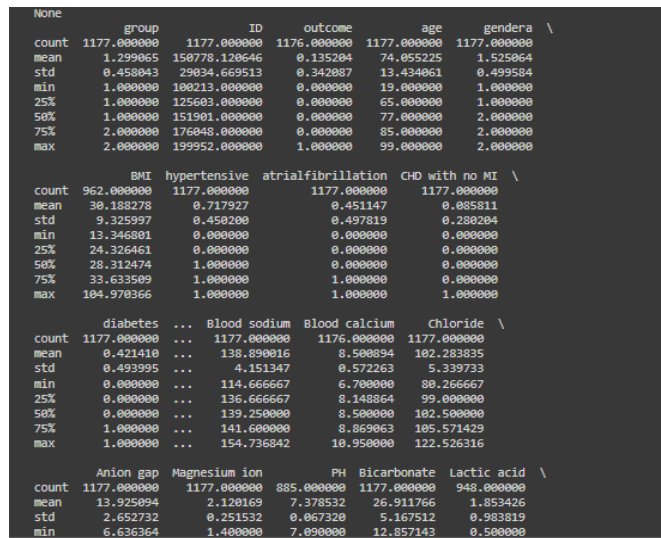 None
group ID outcome age gendera \
count 1177.000000 1177.000000 1176.000000 1177.000000 1177.000000
mean 1.299065 150778.120646 0.135204 74.055225 1.525064
std 0.458043 29034.669513 0.342087 13.434061 0.499584
min 1.000000 100213.000000 0.000000 19.000000 1.000000
25% 1.000000 125603.000000 0.000000 65.000000 1.000000
50% 1.000000 151901.000000 0.000000 77.000000 2.000000
75% 2.000000 176048.000000 0.000000 85.000000 2.000000
max 2.000000 199952.000000 1.000000 99.000000 2.000000
BMI hypertensive atrialfibrillation CHD with no MI \
count 962.000000 1177.000000 1177.000000 1177.000000
mean 30.188278 0.717927 0.451147 0.085811
std 9.325997 0.450200 0.497819 0.280204
min 13.346801 0.000000 0.000000 0.000000
25% 24.326461 0.000000 0.000000 0.000000
50% 28.312474 1.000000 0.000000 0.000000
75% 33.633509 1.000000 1.000000 0.000000
max 104.970366 1.000000 1.000000 1.000000
diabetes ... Blood sodium Blood calcium Chloride \
count 1177.000000 ... 1177.000000 1176.000000 1177.000000
mean 0.421410 ... 138.890016 8.500894 102.283835
std 0.493995 ... 4.151347 0.572263 5.339733
min 0.000000 ... 114.666667 6.700000 80.266667
25% 0.000000 ... 136.666667 8.148864 99.000000
50% 0.000000 ... 139.250000 8.500000 102.500000
75% 1.000000 ... 141.600000 8.869063 105.571429
max 1.000000 ... 154.736842 10.950000 122.526316
Anion gap Magnesium ion PH Bicarbonate Lactic acid \
count 1177.000000 1177.000000 885.000000 1177.000000 948.000000
mean 13.925094 2.120169 7.378532 26.911766 1.853426
std 2.652732 0.251532 0.067320 5.167512 0.983819
min 6.636364 1.400000 7.090000 12.857143 0.500000